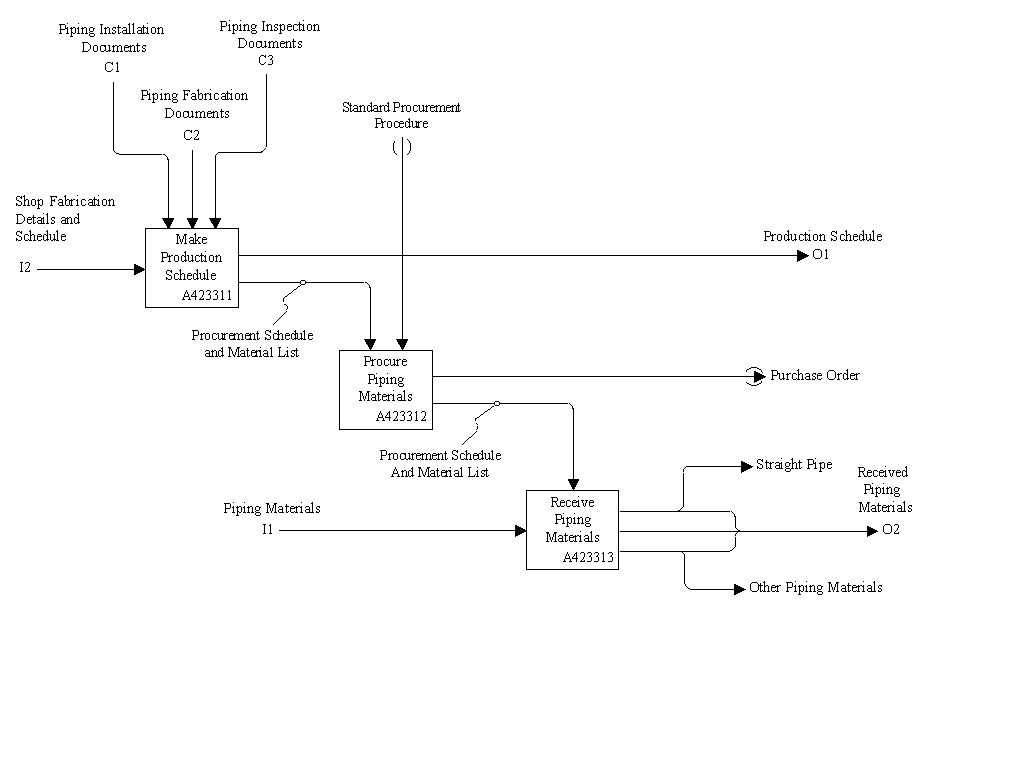 Piping Installation
Documents
C1
Piping Inspection
Documents
C3
Piping Fabrication
Documents
C2
Standard Procurement
Procedure
Shop Fabrication
Details and
Schedule
I2
Make
Production
Schedule
A423311
Production Schedule
O1
Procurement Schedule
and Material List
Procure
Piping
Materials
A423312
Purchase Order
Procurement Schedule
And Material List
Straight Pipe
Received
Piping
Materials
O2
Piping Materials
I1
Receive
Piping
Materials
A423313
Other Piping Materials